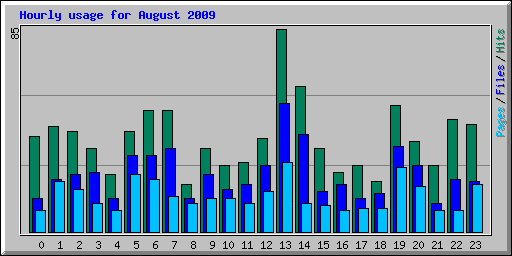 Hourly usage for August 2009
85
Pages / Files / Hits
0 1 2 3 4 5 6 7 8 9 10 11 12 13 14 15 16 17 18 19 20 21 22 23